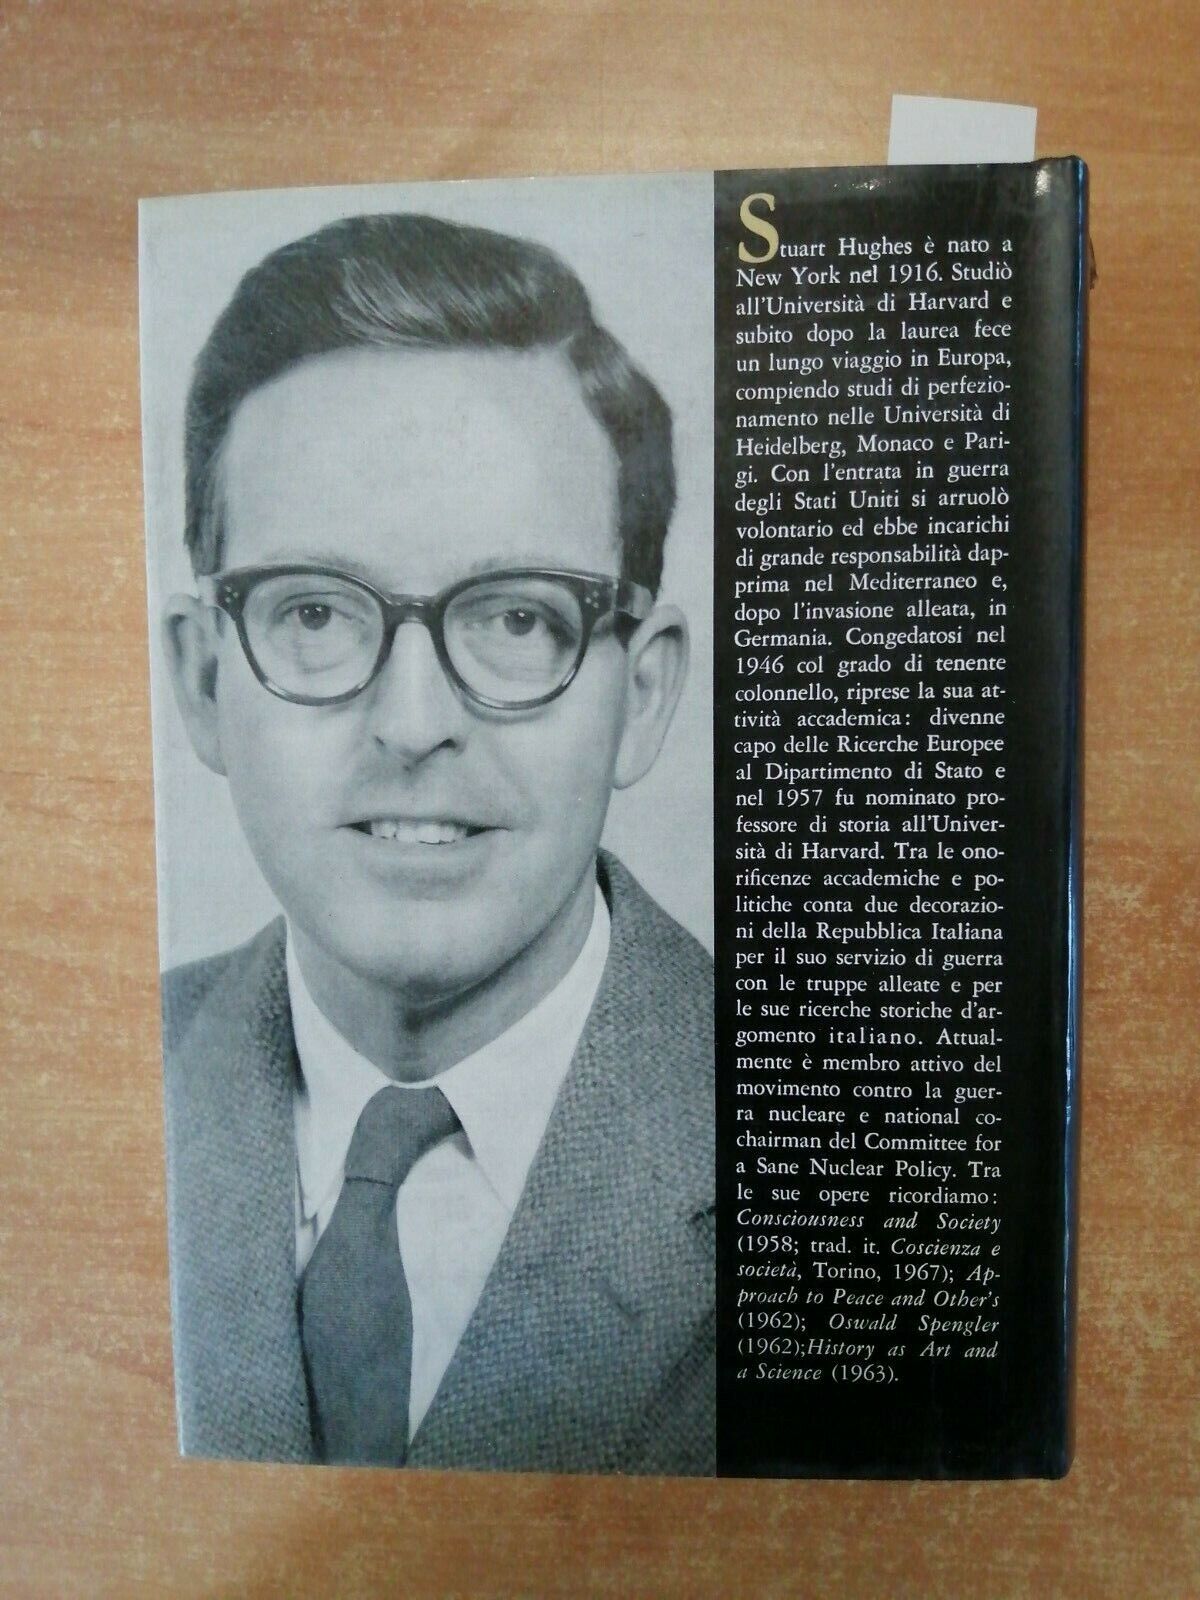 Stuart Hughes è nato a
New York nel 1916. Studiò
all'Università di Harvard e
subito dopo la laurea fece
un lungo viaggio in Europa,
compiendo studi di perfezio-
namento nelle Università di
Heidelberg, Monaco e Pari-
gi. Con l'entrata in guerra
degli Stati Uniti si arruolò
volontario ed ebbe incarichi
di grande responsabilità dap-
prima nel Mediterraneo e,
dopo l'invasione alleata, in
Germania. Congedatosi nel
1946 col grado di tenente
colonnello, riprese la sua at-
tività accademica: divenne
capo delle Ricerche Europee
al Dipartimento di Stato e
nel 1957 fu nominato pro-
fessore di storia all'Univer-
sità di Harvard. Tra le ono-
rificenze accademiche e po-
litiche conta due decorazio-
ni della Repubblica Italiana
per il suo servizio di guerra
con le truppe alleate e per
le sue ricerche storiche d'ar-
gomento italiano. Attual-
mente è membro attivo del
movimento contro la guer-
ra nucleare e national co-
chairman del Committee for
a Sane Nuclear Policy. Tra
le sue opere ricordiamo:
Consciousness and Society
(1958; trad. it. Coscienza e
società, Torino, 1967); Ap-
proach to Peace and Other's
(1962); Oswald Spengler
(1962);History as Art and
a Science (1963).